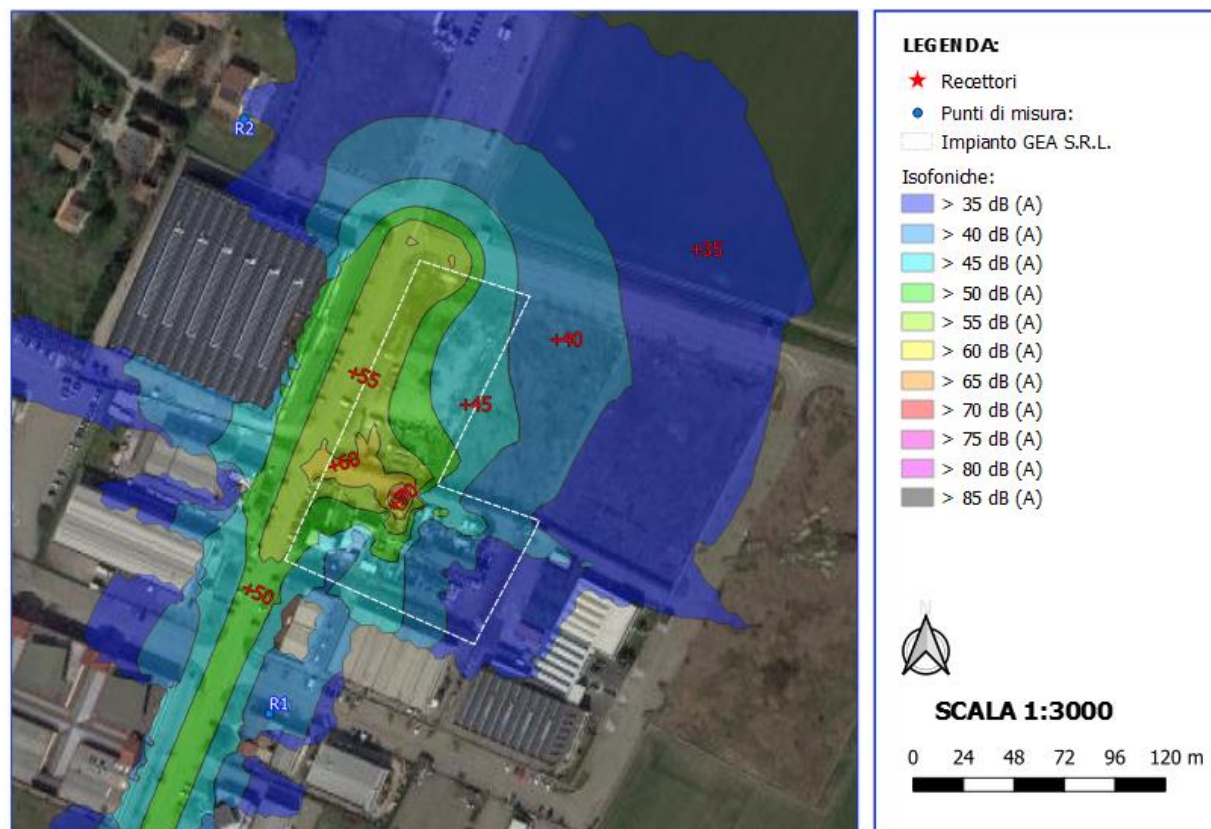 R2
+35
+40
+55
+45
+60
+50
R1
LEGENDA:
Recettori
Punti di misura:
Impianto GEA S.R.L.
Isofoniche:
> 35 dB (A)
> 40 dB (A)
> 45 dB (A)
> 50 dB (A)
> 55 dB (A)
> 60 dB (A)
> 65 dB (A)
> 70 dB (A)
> 75 dB (A)
> 80 dB (A)
> 85 dB (A)
N
SCALA 1:3000
0 24 48 72 96 120 m